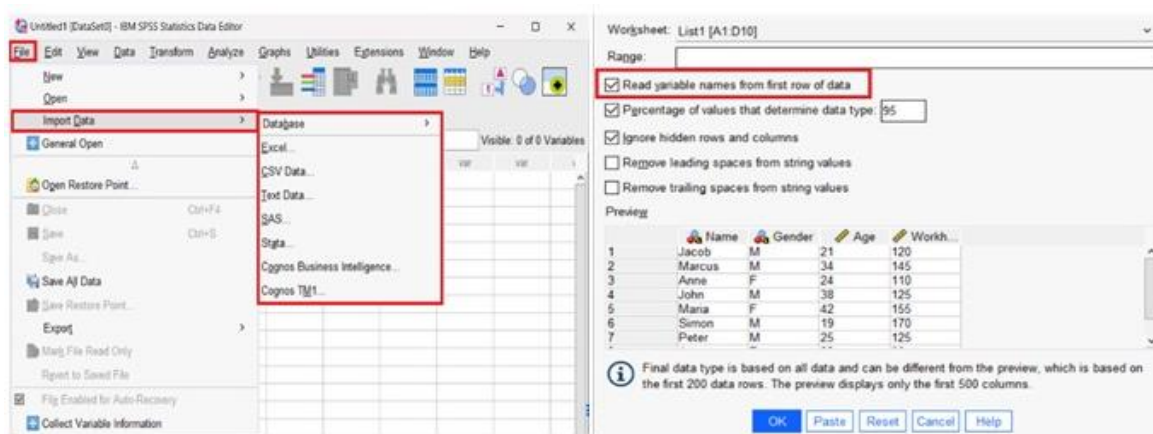 Untitled1 [DataSet0] - IBM SPSS Statistics Data Editor
File Edit View Data Transform Analyze Graphs Utilities Extensions Window Help
New
Open
Import Data
General Open
Open Restore Point...
Close Ctrl+F4
Save Ctrl+S
Save As...
Save All Data
Save Restore Point...
Export
Mark File Read Only
Revert to Saved File
File Enabled for Auto-Recovery
Collect Variable Information
Database
Excel...
CSV Data...
Text Data...
SAS...
Stata...
Cognos Business Intelligence...
Cognos TM1...
Visible: 0 of 0 Variables
var var
Worksheet: List1 [A1:D10]
Range:
Read variable names from first row of data
Percentage of values that determine data type: 95
Ignore hidden rows and columns
Remove leading spaces from string values
Remove trailing spaces from string values
Preview
Name Gender Age Workh...
1 Jacob M 21 120
2 Marcus M 34 145
3 Anne F 24 110
4 John M 38 125
5 Maria F 42 155
6 Simon M 19 170
7 Peter M 25 125
Final data type is based on all data and can be different from the preview, which is based on
the first 200 data rows. The preview displays only the first 500 columns.
OK Paste Reset Cancel Help